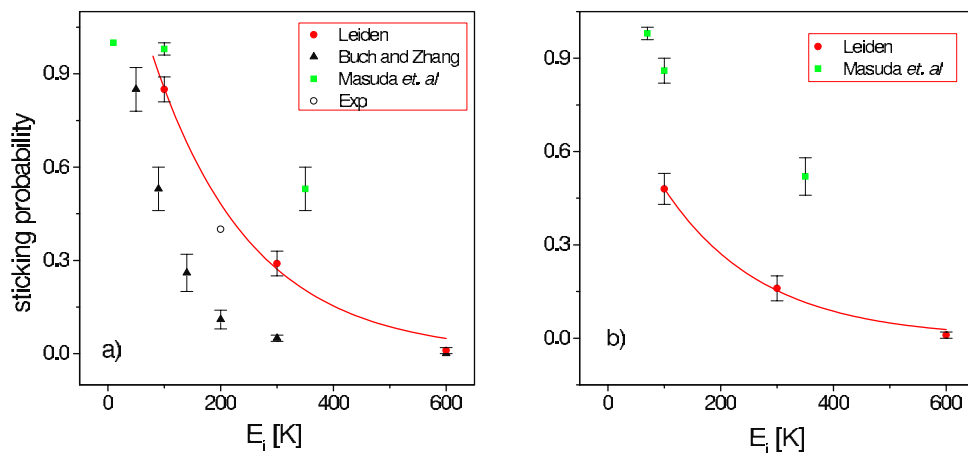 Leiden
Buch and Zhang
Masuda et. al
Exp
0.9
0.6
0.3
0.0
sticking probability
a)
0 200 400 600
E_i [K]
Leiden
Masuda et. al
0.9
0.6
0.3
0.0
b)
0 200 400 600
E_i [K]